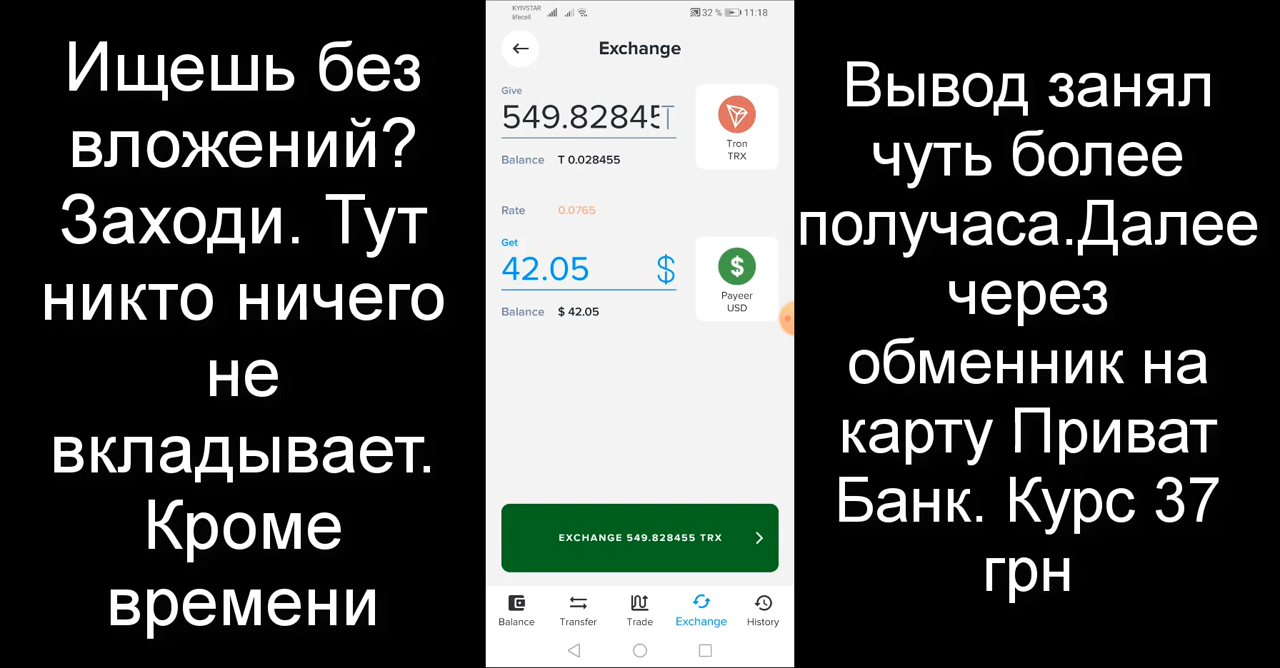 Ищешь без
вложений?
Заходи. Тут
никто ничего
не
вкладывает.
Кроме
времени
KYIVSTAR
lifecell
32 %
11:18
Exchange
Give
549.828455
Tron
TRX
Balance T 0.028455
Rate 0.0765
Get
42.05 $
Payeer
USD
Balance $ 42.05
EXCHANGE 549.828455 TRX
Balance Transfer Trade Exchange History
Вывод занял
чуть более
получаса.Далее
через
обменник на
карту Приват
Банк. Курс 37
грн